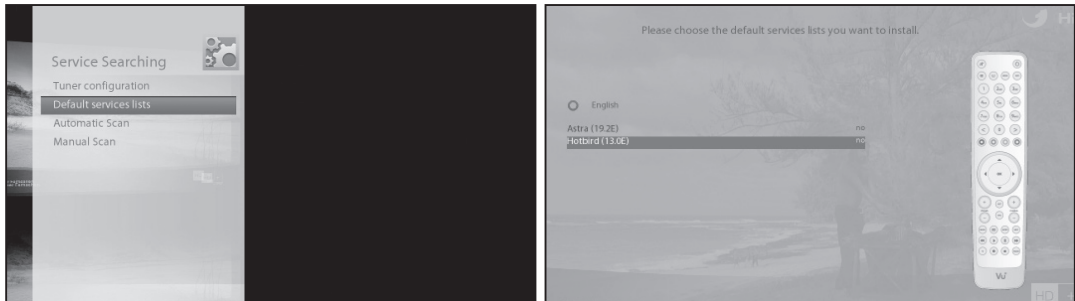 Service Searching
Tuner configuration
Default services lists
Automatic Scan
Manual Scan
Please choose the default services lists you want to install.
English
Astra (19.2E) no
Hotbird (13.0E) no
HD